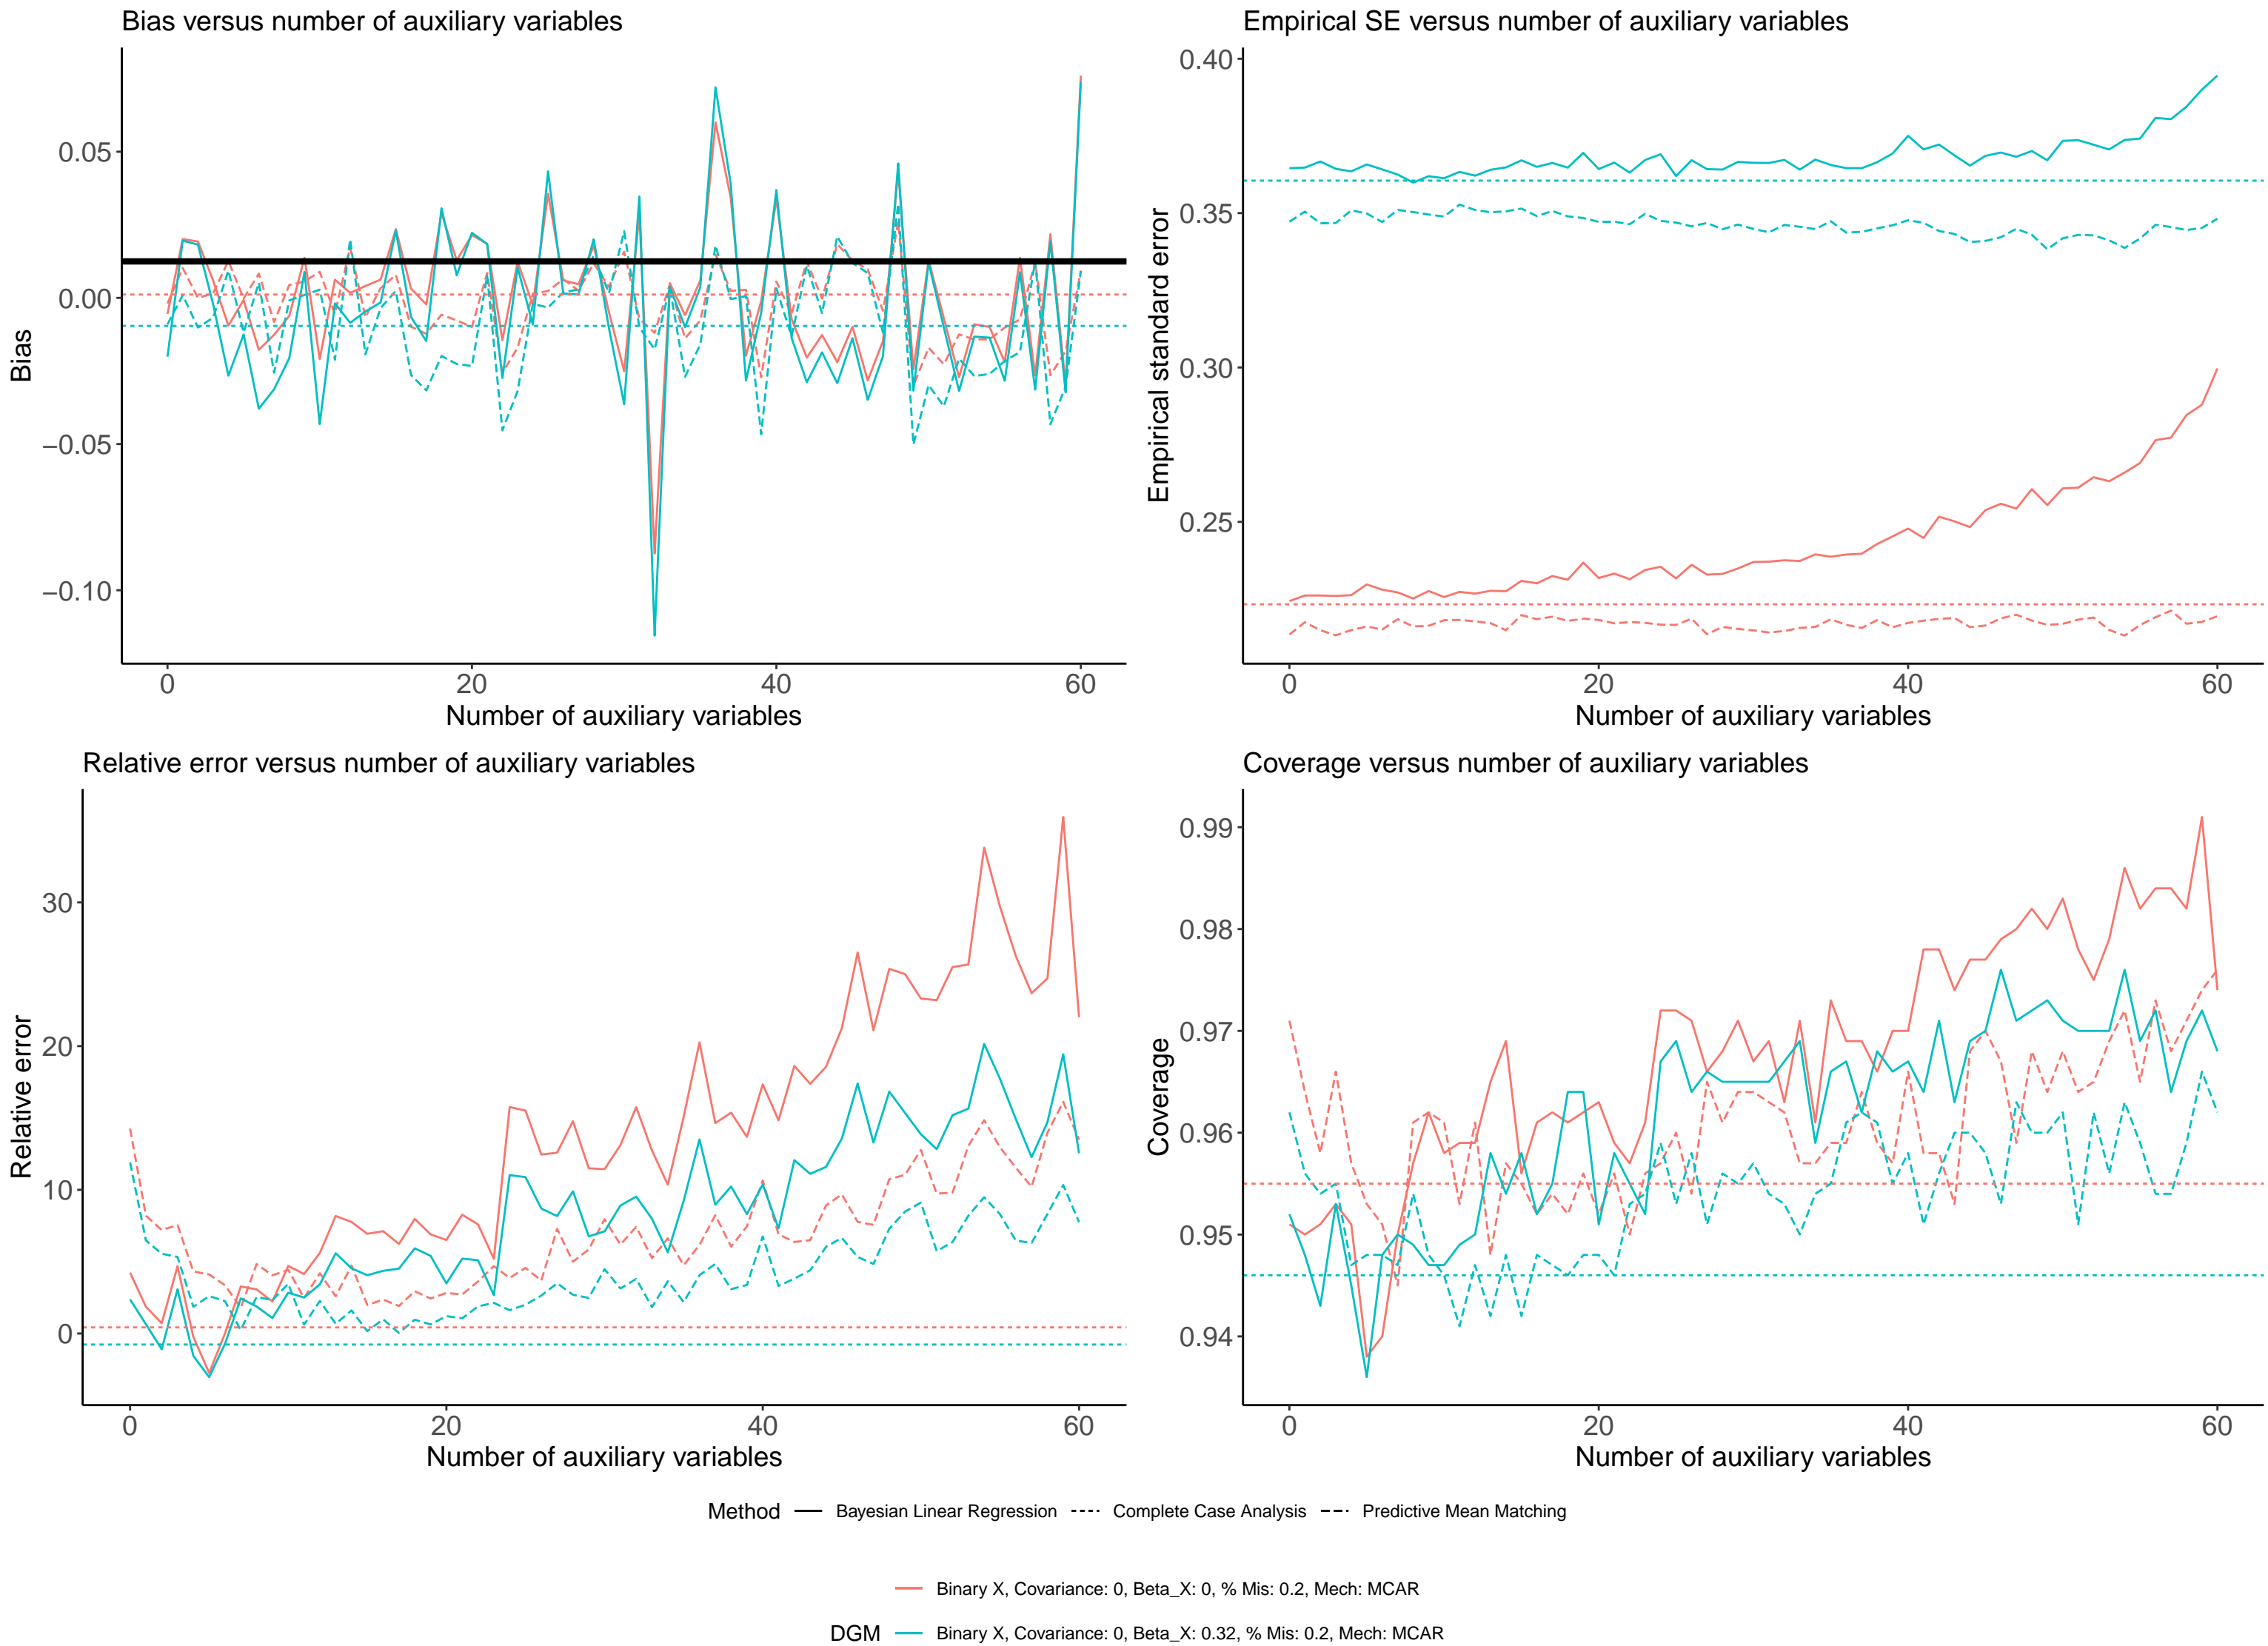 Bias versus number of auxiliary variables
0.05
0.00
−0.05
−0.10
Bias
0 20 40 60
Number of auxiliary variables
Empirical SE versus number of auxiliary variables
0.40
0.35
0.30
0.25
Empirical standard error
0 20 40 60
Number of auxiliary variables
Relative error versus number of auxiliary variables
30
20
10
0
Relative error
0 20 40 60
Number of auxiliary variables
Coverage versus number of auxiliary variables
0.99
0.98
0.97
0.96
0.95
0.94
Coverage
0 20 40 60
Number of auxiliary variables
Method Bayesian Linear Regression Complete Case Analysis Predictive Mean Matching
Binary X, Covariance: 0, Beta_X: 0, % Mis: 0.2, Mech: MCAR
DGM Binary X, Covariance: 0, Beta_X: 0.32, % Mis: 0.2, Mech: MCAR